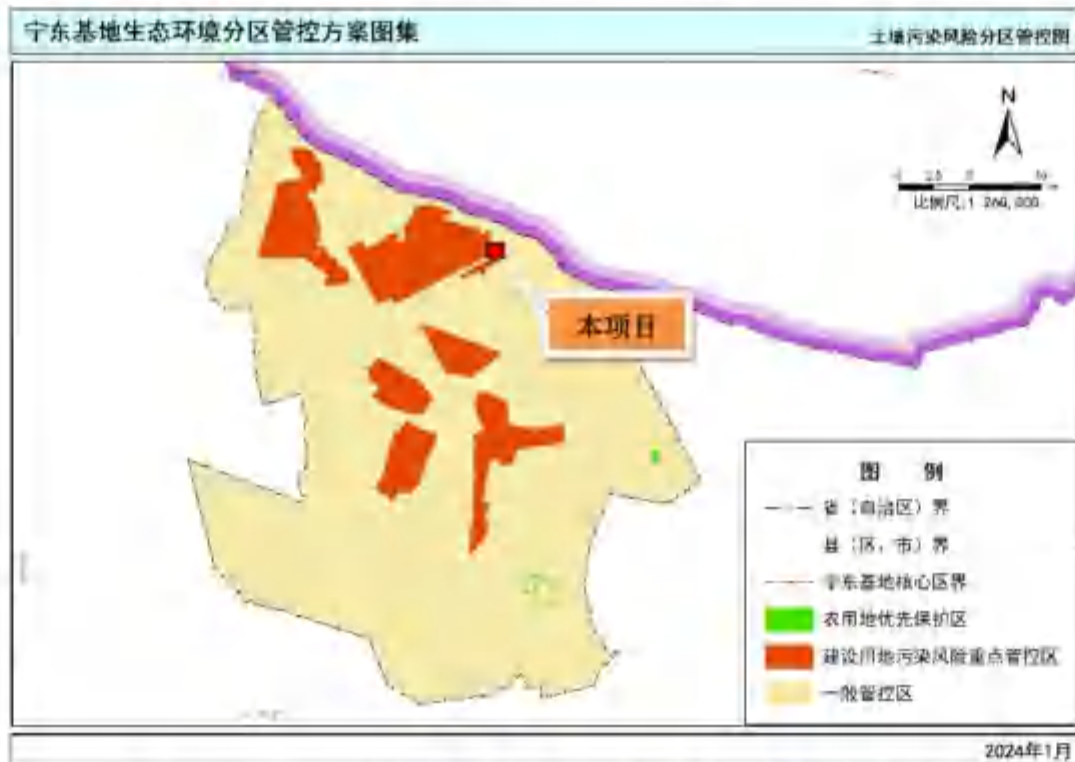 宁东基地生态环境分区管控方案图集
土壤污染风险分区管控图
N
2.5 0
10
比例尺:1 260,000
本项目
图 例
省（自治区）界
县（区、市）界
宁东基地核心区界
农用地优先保护区
建设用地污染风险重点管控区
一般管控区
2024年1月